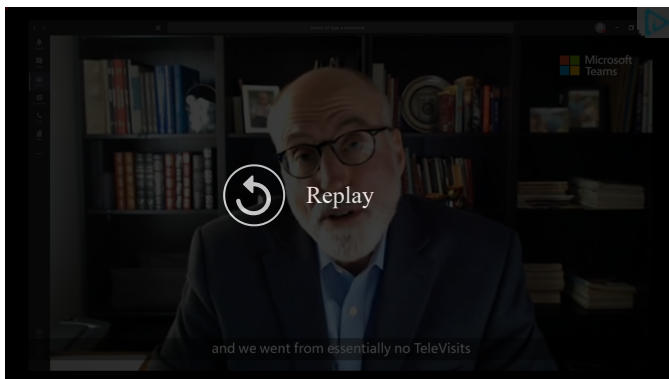 Microsoft
Teams
Replay
and we went from essentially no TeleVisits